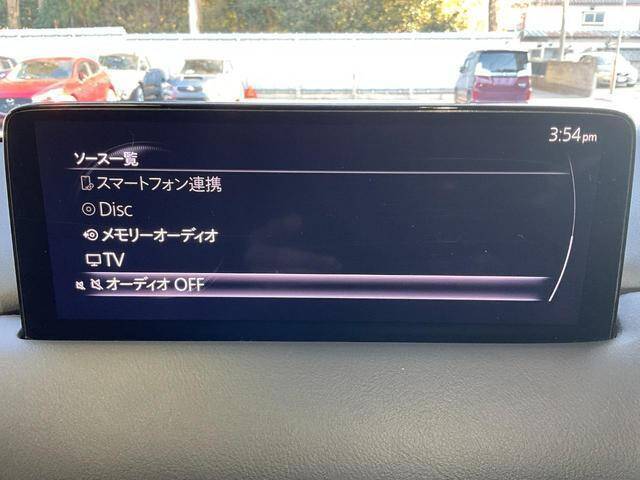 3:54pm
ソース一覧
スマートフォン連携
Disc
メモリーオーディオ
TV
オーディオ OFF